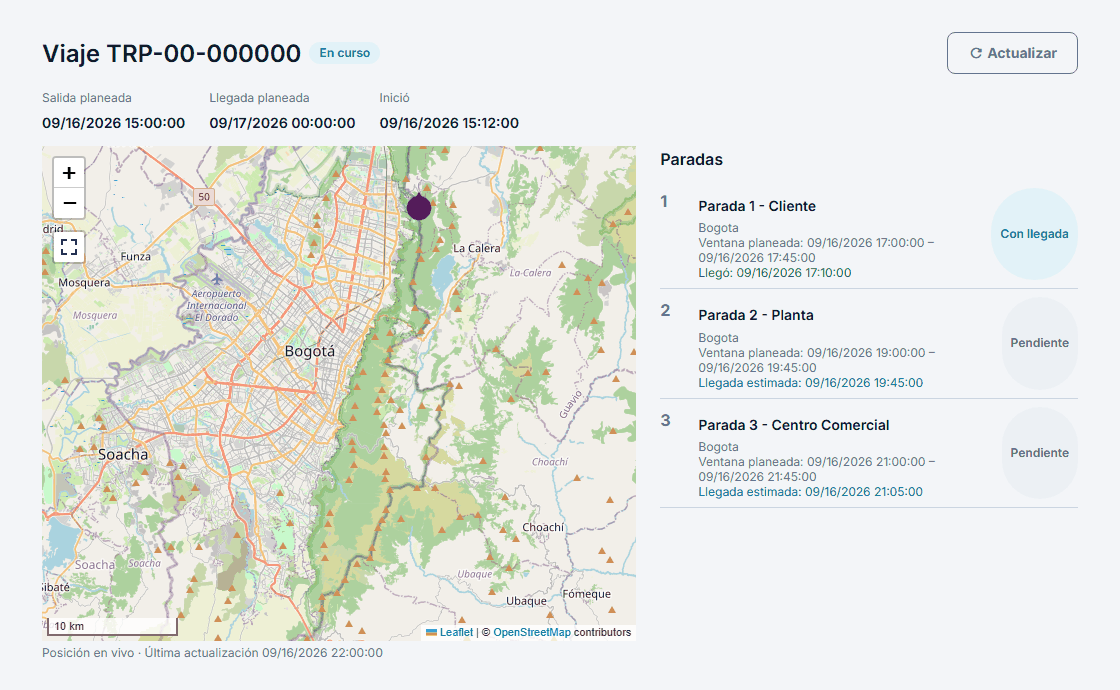 Viaje TRP-00-000000
En curso
Actualizar
Salida planeada
Llegada planeada
Inició
09/16/2026 15:00:00
09/17/2026 00:00:00
09/16/2026 15:12:00
+
−
50
drid
Funza
Mosquera
Mosquera
Aeropuerto
Internacional
El Dorado
La Calera
La-Calera
Bogotá
Guavio
Soacha
Choachí
Choachí
Soacha
Soacha
Sibaté
Ubaque
Ubaque
Fómeque
10 km
Leaflet | © OpenStreetMap contributors
Posición en vivo · Última actualización 09/16/2026 22:00:00
Paradas
1
Parada 1 - Cliente
Bogota
Ventana planeada: 09/16/2026 17:00:00 –
09/16/2026 17:45:00
Llegó: 09/16/2026 17:10:00
Con llegada
2
Parada 2 - Planta
Bogota
Ventana planeada: 09/16/2026 19:00:00 –
09/16/2026 19:45:00
Llegada estimada: 09/16/2026 19:45:00
Pendiente
3
Parada 3 - Centro Comercial
Bogota
Ventana planeada: 09/16/2026 21:00:00 –
09/16/2026 21:45:00
Llegada estimada: 09/16/2026 21:05:00
Pendiente